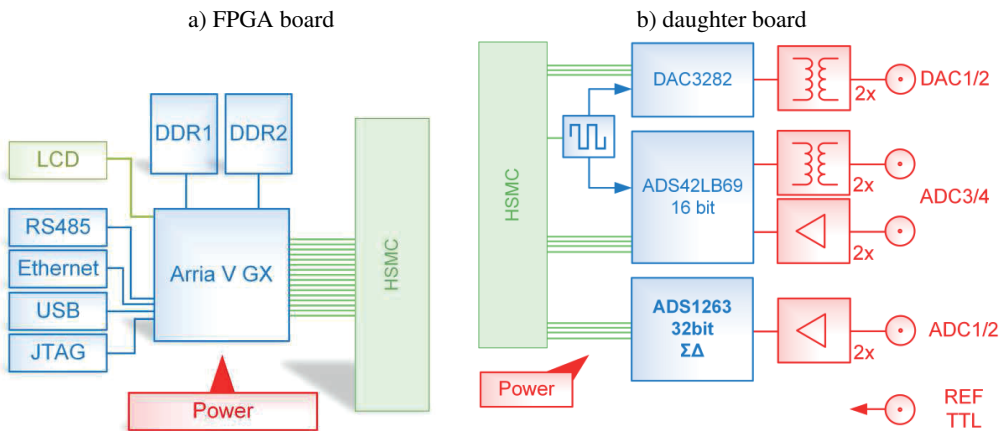 a) FPGA board
DDR1
DDR2
LCD
RS485
Ethernet
USB
JTAG
Arria V GX
HSMC
Power
b) daughter board
HSMC
DAC3282
2x
DAC1/2
ADS42LB69
16 bit
2x
ADC3/4
2x
ADS1263
32bit
ΣΔ
2x
ADC1/2
Power
REF
TTL